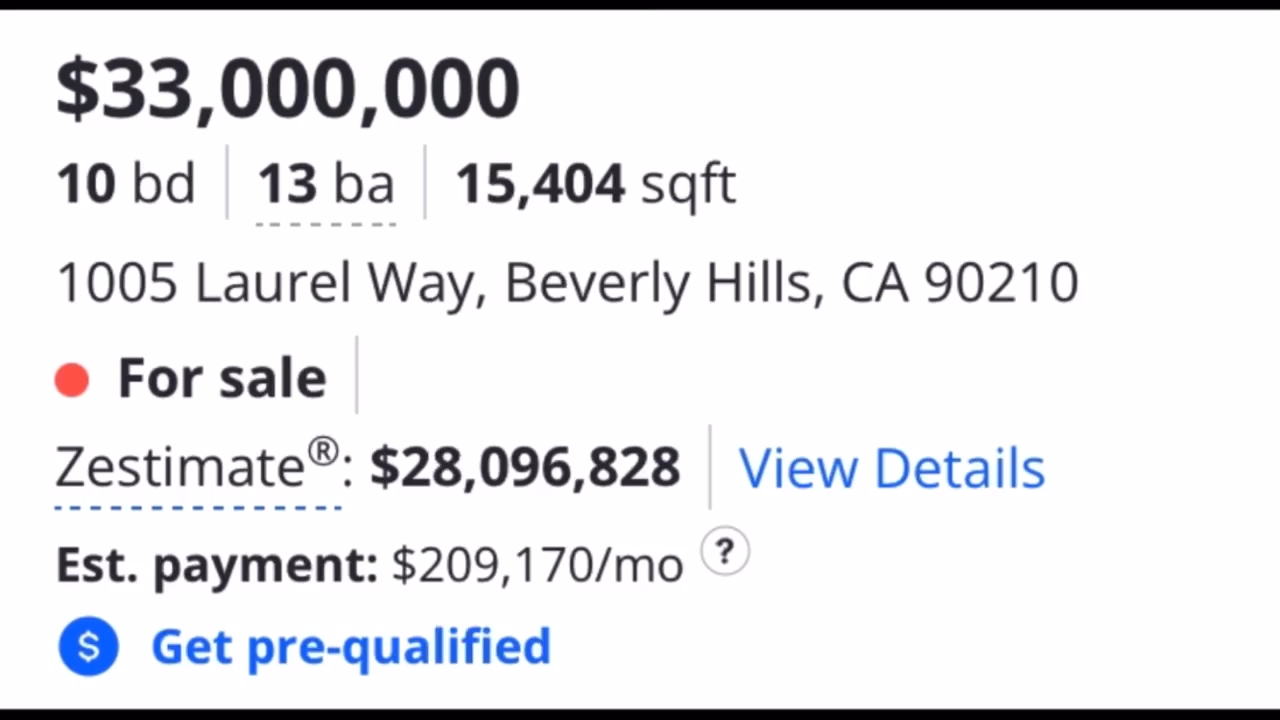 $33,000,000
10 bd 13 ba 15,404 sqft
1005 Laurel Way, Beverly Hills, CA 90210
For sale
Zestimate®: $28,096,828 View Details
Est. payment: $209,170/mo ?
$ Get pre-qualified